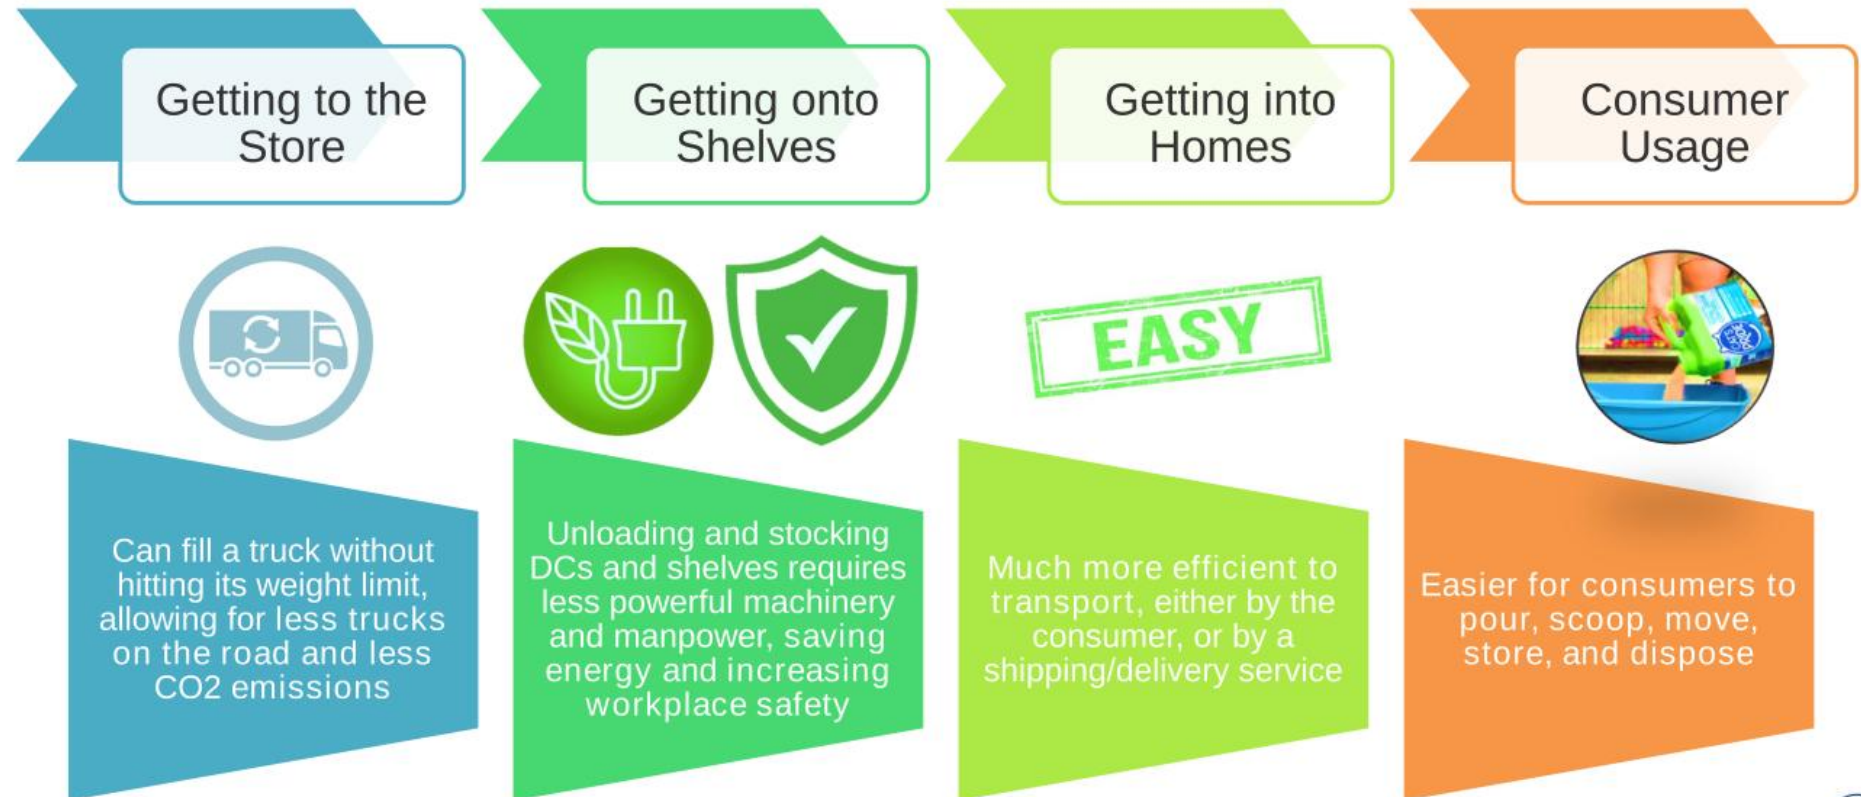 Getting to the
Store
Getting onto
Shelves
Getting into
Homes
Consumer
Usage
EASY
Can fill a truck without
hitting its weight limit,
allowing for less trucks
on the road and less
CO2 emissions
Unloading and stocking
DCs and shelves requires
less powerful machinery
and manpower, saving
energy and increasing
workplace safety
Much more efficient to
transport, either by the
consumer, or by a
shipping/delivery service
Easier for consumers to
pour, scoop, move,
store, and dispose